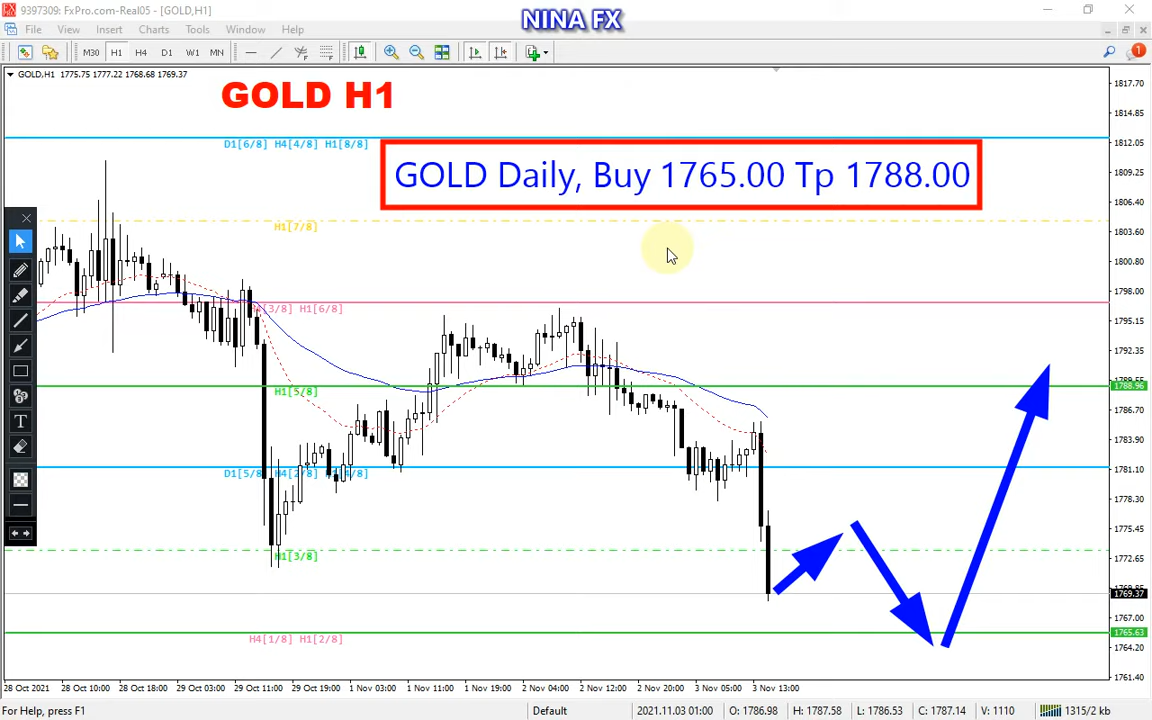 9397309: FxPro.com-Real05 - [GOLD,H1]
NINA FX
File View Insert Charts Tools Window Help
M30 H1 H4 D1 W1 MN
1
GOLD,H1 1775.75 1777.22 1768.68 1769.37
GOLD H1
GOLD Daily, Buy 1765.00 Tp 1788.00
D1[6/8] H4[4/8] H1[8/8]
H1[7/8]
[3/8] H1[6/8]
H1[5/8]
D1[5/8]
H1[3/8]
H4[1/8] H1[2/8]
T
1817.70
1814.85
1812.05
1809.25
1806.40
1803.60
1800.80
1798.00
1795.15
1792.35
1788.96
1786.70
1783.90
1781.10
1778.30
1775.45
1772.65
1769.37
1767.00
1765.63
1764.20
1761.40
28 Oct 2021 28 Oct 10:00 28 Oct 18:00 29 Oct 03:00 29 Oct 11:00 29 Oct 19:00 1 Nov 03:00 1 Nov 11:00 1 Nov 19:00 2 Nov 04:00 2 Nov 12:00 2 Nov 20:00 3 Nov 05:00 3 Nov 13:00
For Help, press F1 Default 2021.11.03 01:00 O: 1786.98 H: 1787.58 L: 1786.53 C: 1787.14 V: 1110 1315/2 kb